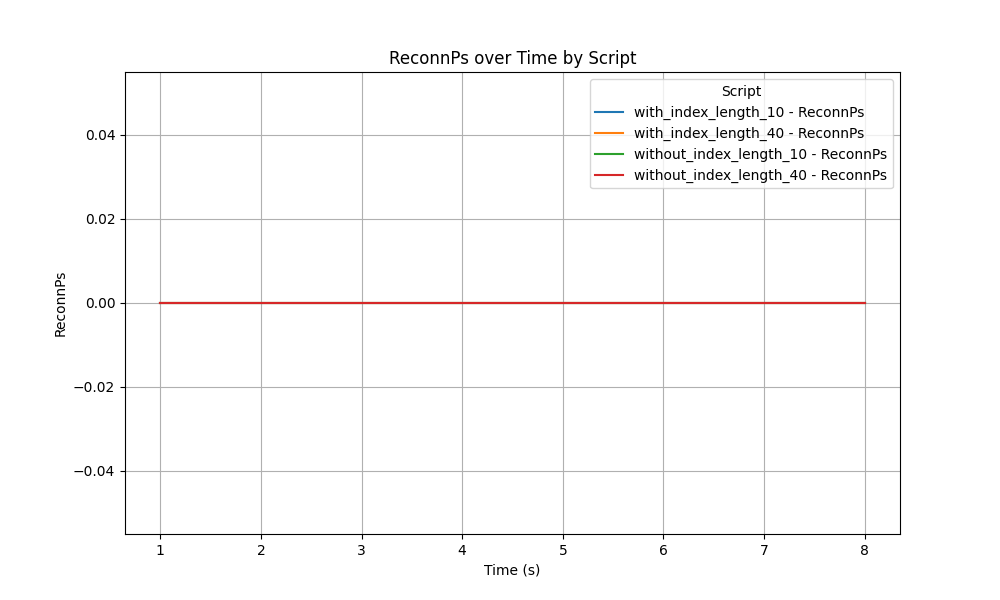 ReconnPs over Time by Script
Script
with_index_length_10 - ReconnPs
with_index_length_40 - ReconnPs
without_index_length_10 - ReconnPs
without_index_length_40 - ReconnPs
0.04
0.02
0.00
−0.02
−0.04
ReconnPs
1 2 3 4 5 6 7 8
Time (s)